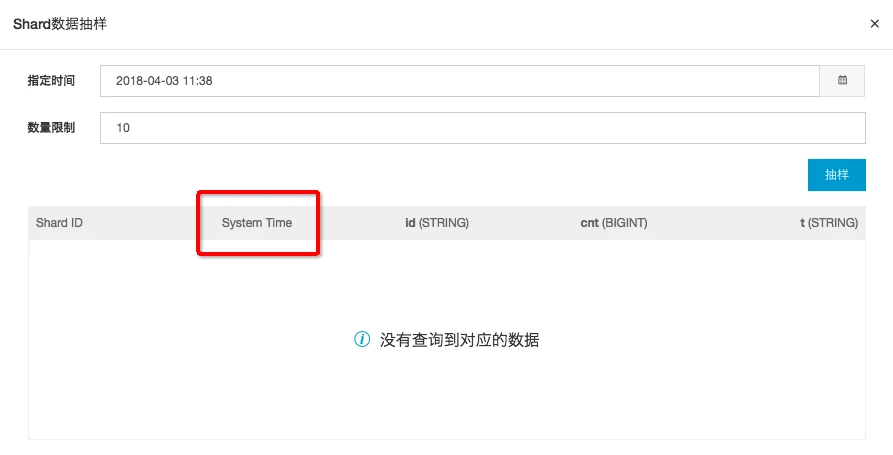 Shard数据抽样
×
指定时间 2018-04-03 11:38
数量限制 10
抽样
Shard ID System Time id (STRING) cnt (BIGINT) t (STRING)
没有查询到对应的数据